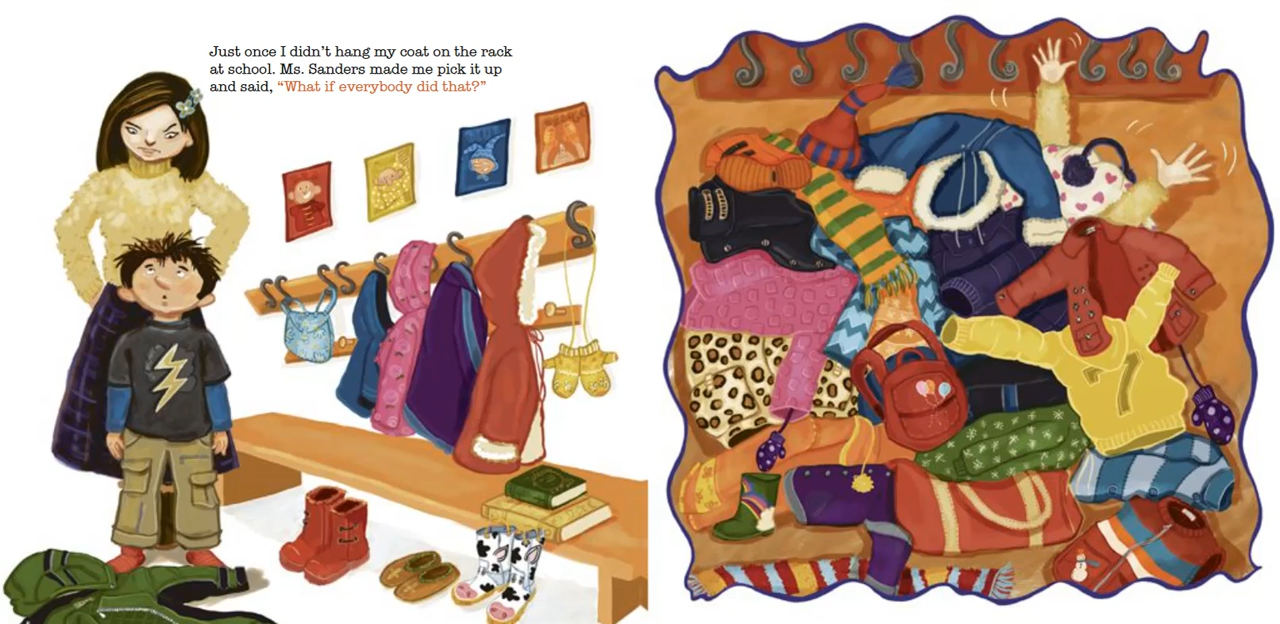 Just once I didn't hang my coat on the rack
at school. Ms. Sanders made me pick it up
and said, “What if everybody did that?”
7